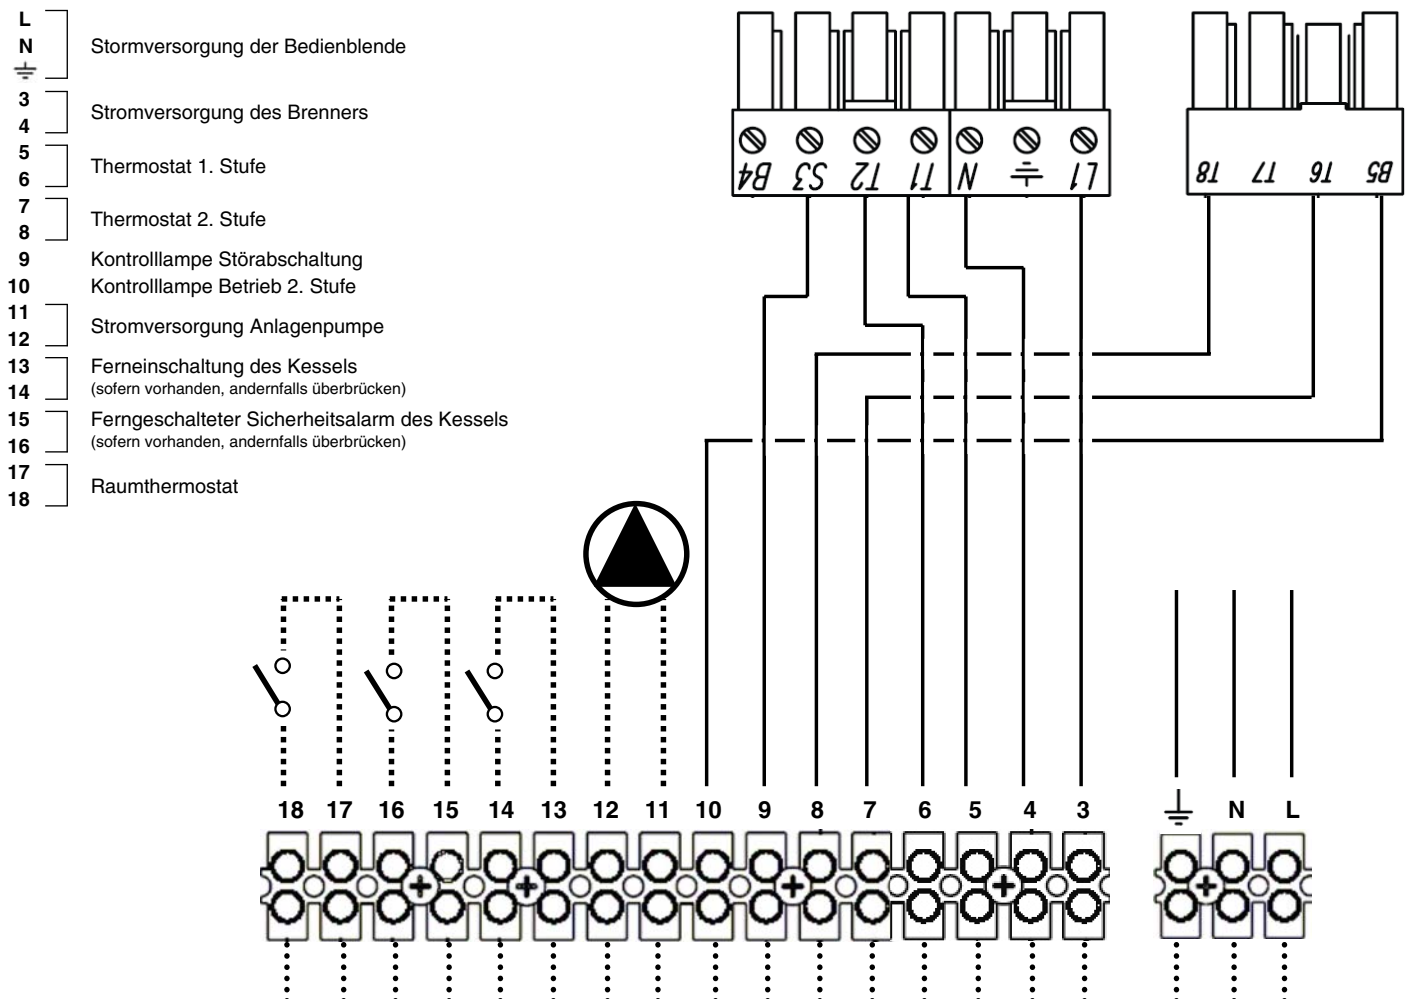 L
N Stormversorgung der Bedienblende
3
4 Stromversorgung des Brenners
5
6 Thermostat 1. Stufe
7
8 Thermostat 2. Stufe
9 Kontrolllampe Störabschaltung
10 Kontrolllampe Betrieb 2. Stufe
11
12 Stromversorgung Anlagenpumpe
13 Ferneinschaltung des Kessels
14 (sofern vorhanden, andernfalls überbrücken)
15 Ferngeschalteter Sicherheitsalarm des Kessels
16 (sofern vorhanden, andernfalls überbrücken)
17
18 Raumthermostat
B4 S3 T2 T1 N L1
T8 T7 T6 B5
18 17 16 15 14 13 12 11 10 9 8 7 6 5 4 3
N L